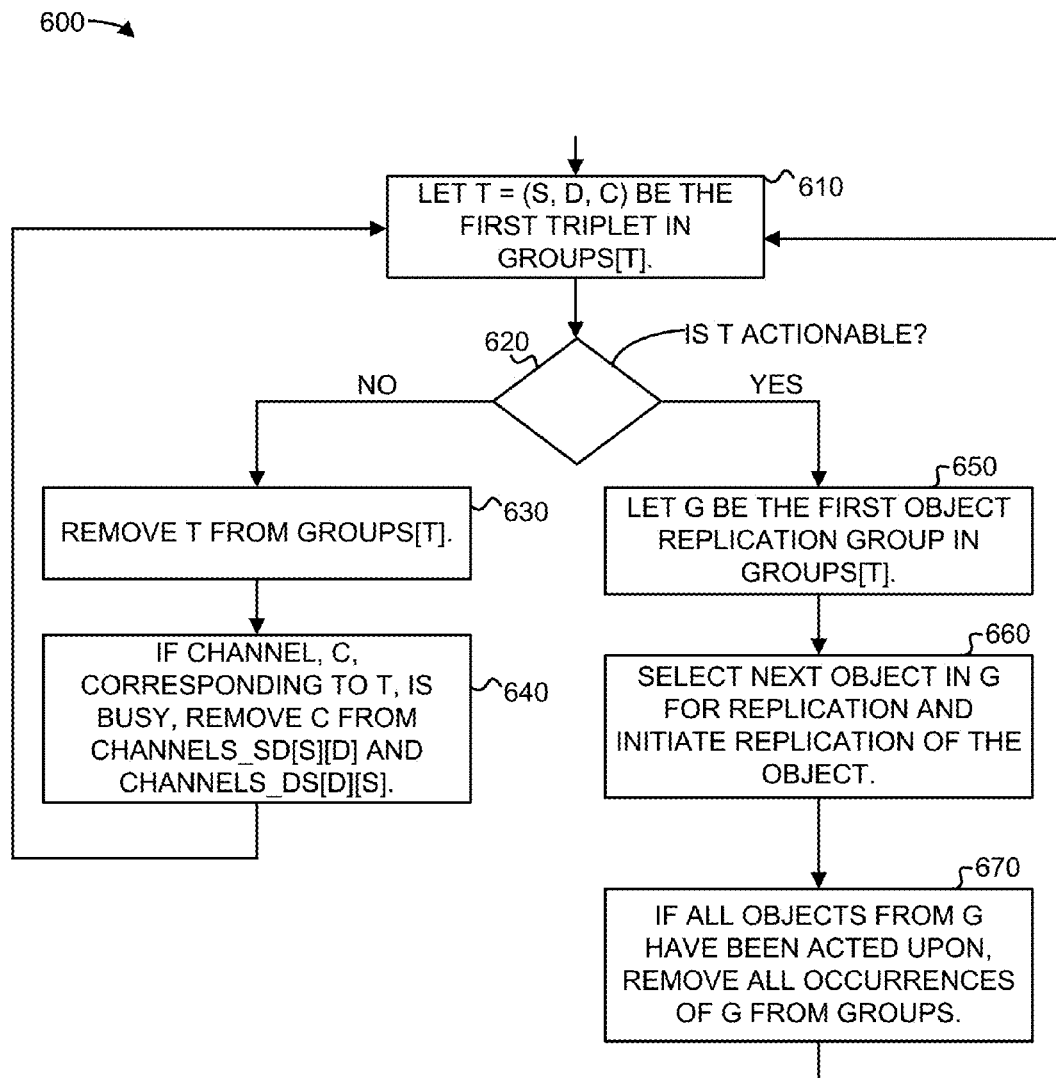 600
LET T = (S, D, C) BE THE
FIRST TRIPLET IN
GROUPS[T].
610
620
IS T ACTIONABLE?
NO
YES
REMOVE T FROM GROUPS[T].
630
650
LET G BE THE FIRST OBJECT
REPLICATION GROUP IN
GROUPS[T].
IF CHANNEL, C,
CORRESPONDING TO T, IS
BUSY, REMOVE C FROM
CHANNELS_SD[S][D] AND
CHANNELS_DS[D][S].
640
660
SELECT NEXT OBJECT IN G
FOR REPLICATION AND
INITIATE REPLICATION OF THE
OBJECT.
670
IF ALL OBJECTS FROM G
HAVE BEEN ACTED UPON,
REMOVE ALL OCCURRENCES
OF G FROM GROUPS.